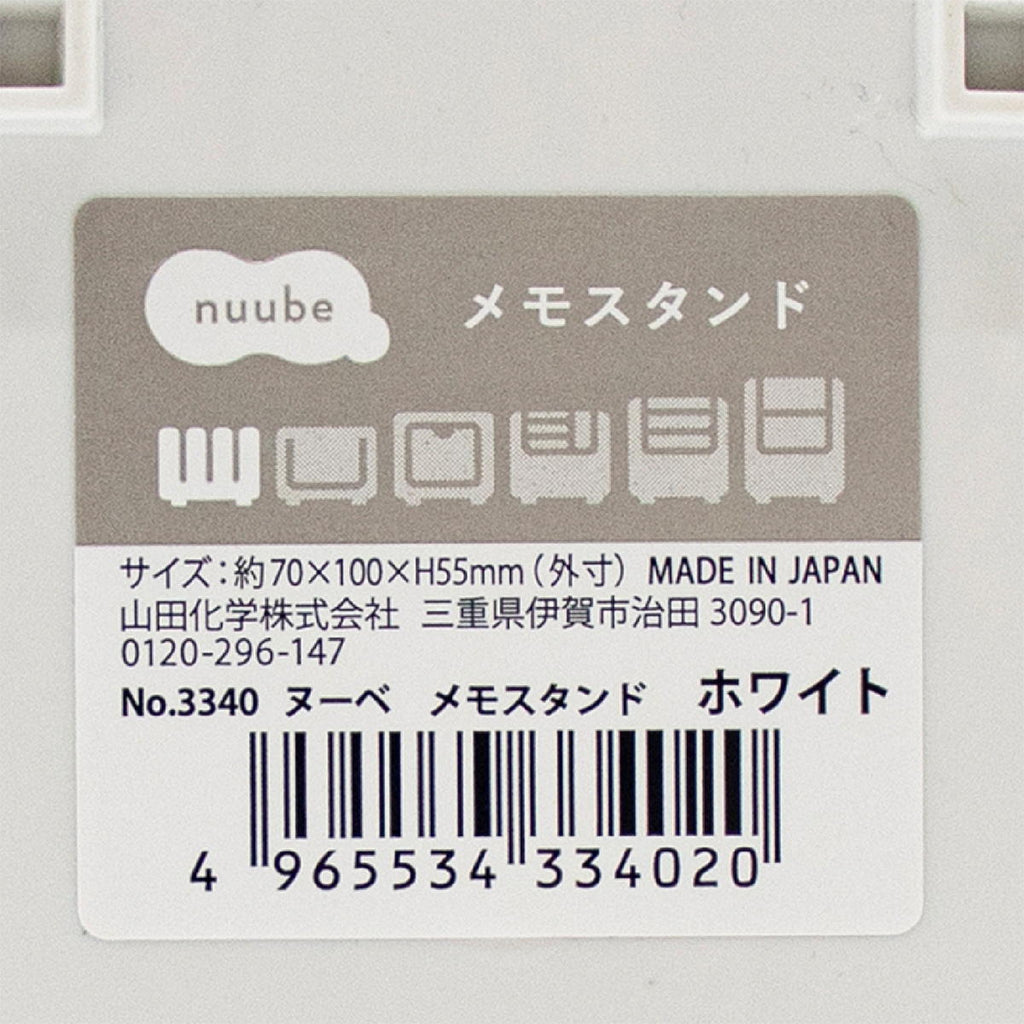 nuube メモスタンド
サイズ：約70×100×H55mm（外寸） MADE IN JAPAN
山田化学株式会社 三重県伊賀市治田 3090-1
0120-296-147
No.3340 ヌーベ メモスタンド ホワイト
4 965534 334020